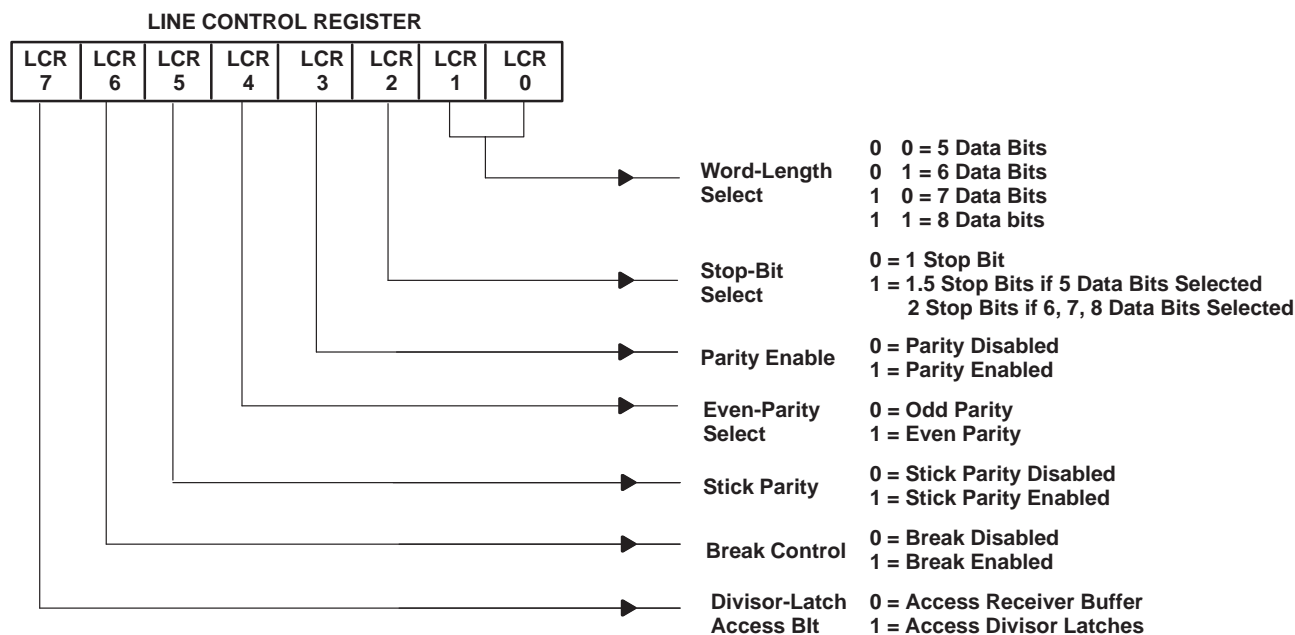 LINE CONTROL REGISTER
LCR LCR LCR LCR LCR LCR LCR LCR
7 6 5 4 3 2 1 0
Word-Length
Select
0 0 = 5 Data Bits
0 1 = 6 Data Bits
1 0 = 7 Data Bits
1 1 = 8 Data bits
Stop-Bit
Select
0 = 1 Stop Bit
1 = 1.5 Stop Bits if 5 Data Bits Selected
2 Stop Bits if 6, 7, 8 Data Bits Selected
Parity Enable
0 = Parity Disabled
1 = Parity Enabled
Even-Parity
Select
0 = Odd Parity
1 = Even Parity
Stick Parity
0 = Stick Parity Disabled
1 = Stick Parity Enabled
Break Control
0 = Break Disabled
1 = Break Enabled
Divisor-Latch
Access BIt
0 = Access Receiver Buffer
1 = Access Divisor Latches